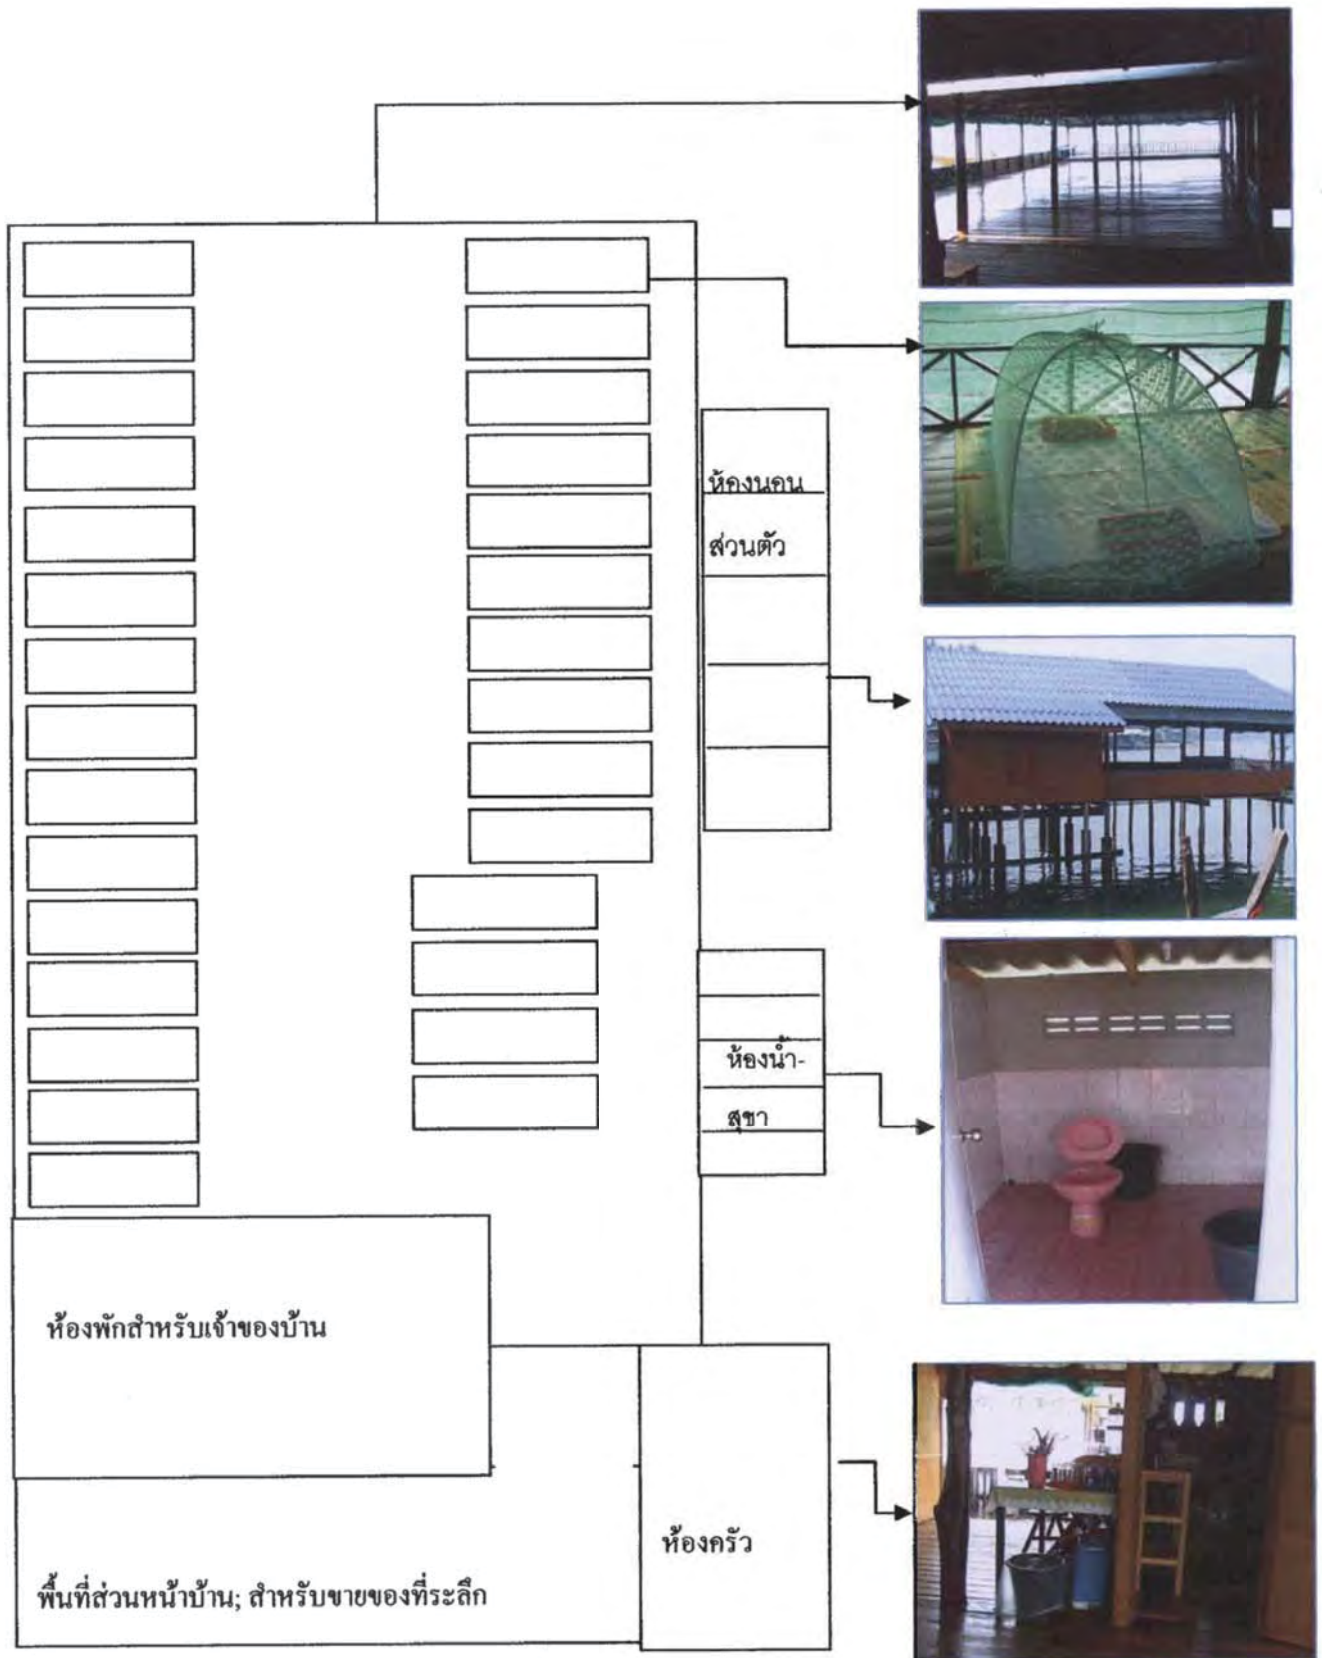 ห้องนอน
ส่วนตัว
ห้องน้ำ-
สุขา
ห้องพักสำหรับเจ้าของบ้าน
ห้องครัว
พื้นที่ส่วนหน้าบ้าน; สำหรับขายของที่ระลึก